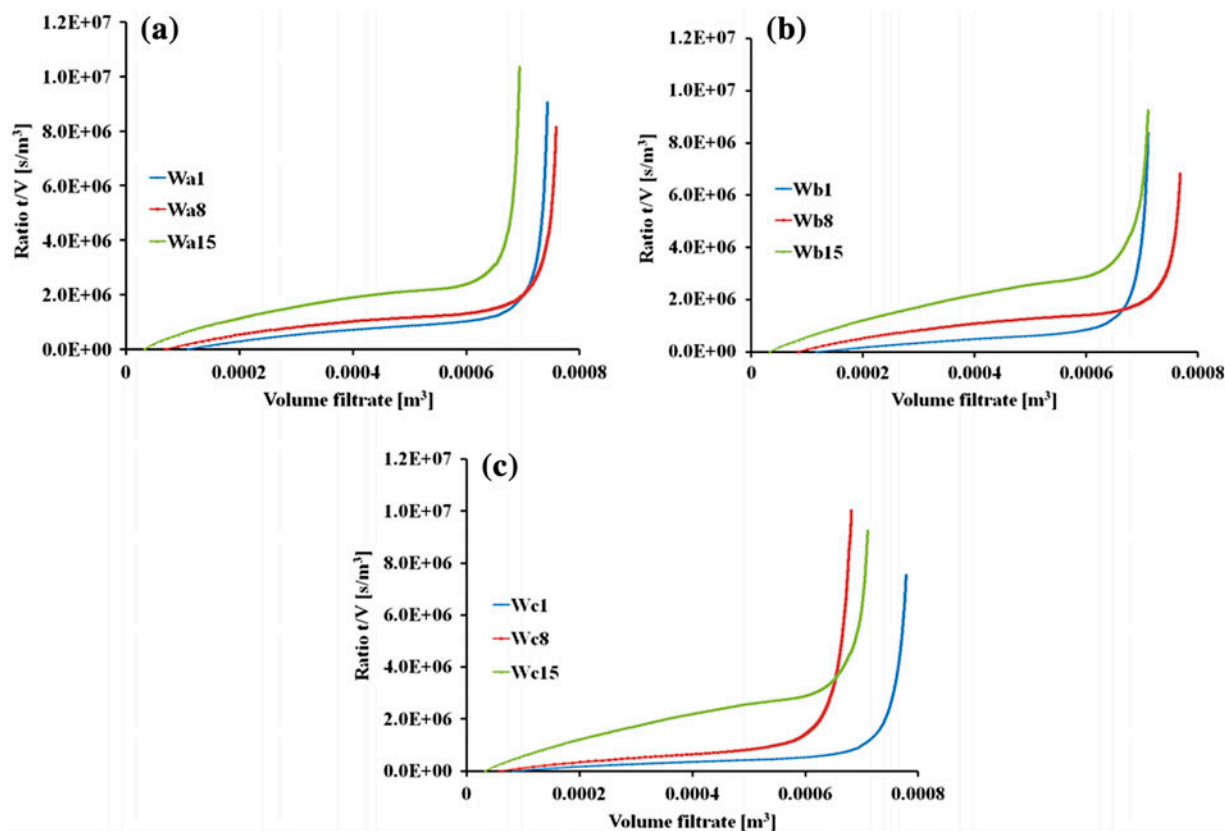 (a)
1.2E+07
1.0E+07
8.0E+06
6.0E+06
4.0E+06
2.0E+06
0.0E+00
Ratio t/V [s/m³]
Wa1
Wa8
Wa15
0 0.0002 0.0004 0.0006 0.0008
Volume filtrate [m³]
(b)
1.2E+07
1.0E+07
8.0E+06
6.0E+06
4.0E+06
2.0E+06
0.0E+00
Ratio t/V [s/m³]
Wb1
Wb8
Wb15
0 0.0002 0.0004 0.0006 0.0008
Volume filtrate [m³]
(c)
1.2E+07
1.0E+07
8.0E+06
6.0E+06
4.0E+06
2.0E+06
0.0E+00
Ratio t/V [s/m³]
Wc1
Wc8
Wc15
0 0.0002 0.0004 0.0006 0.0008
Volume filtrate [m³]